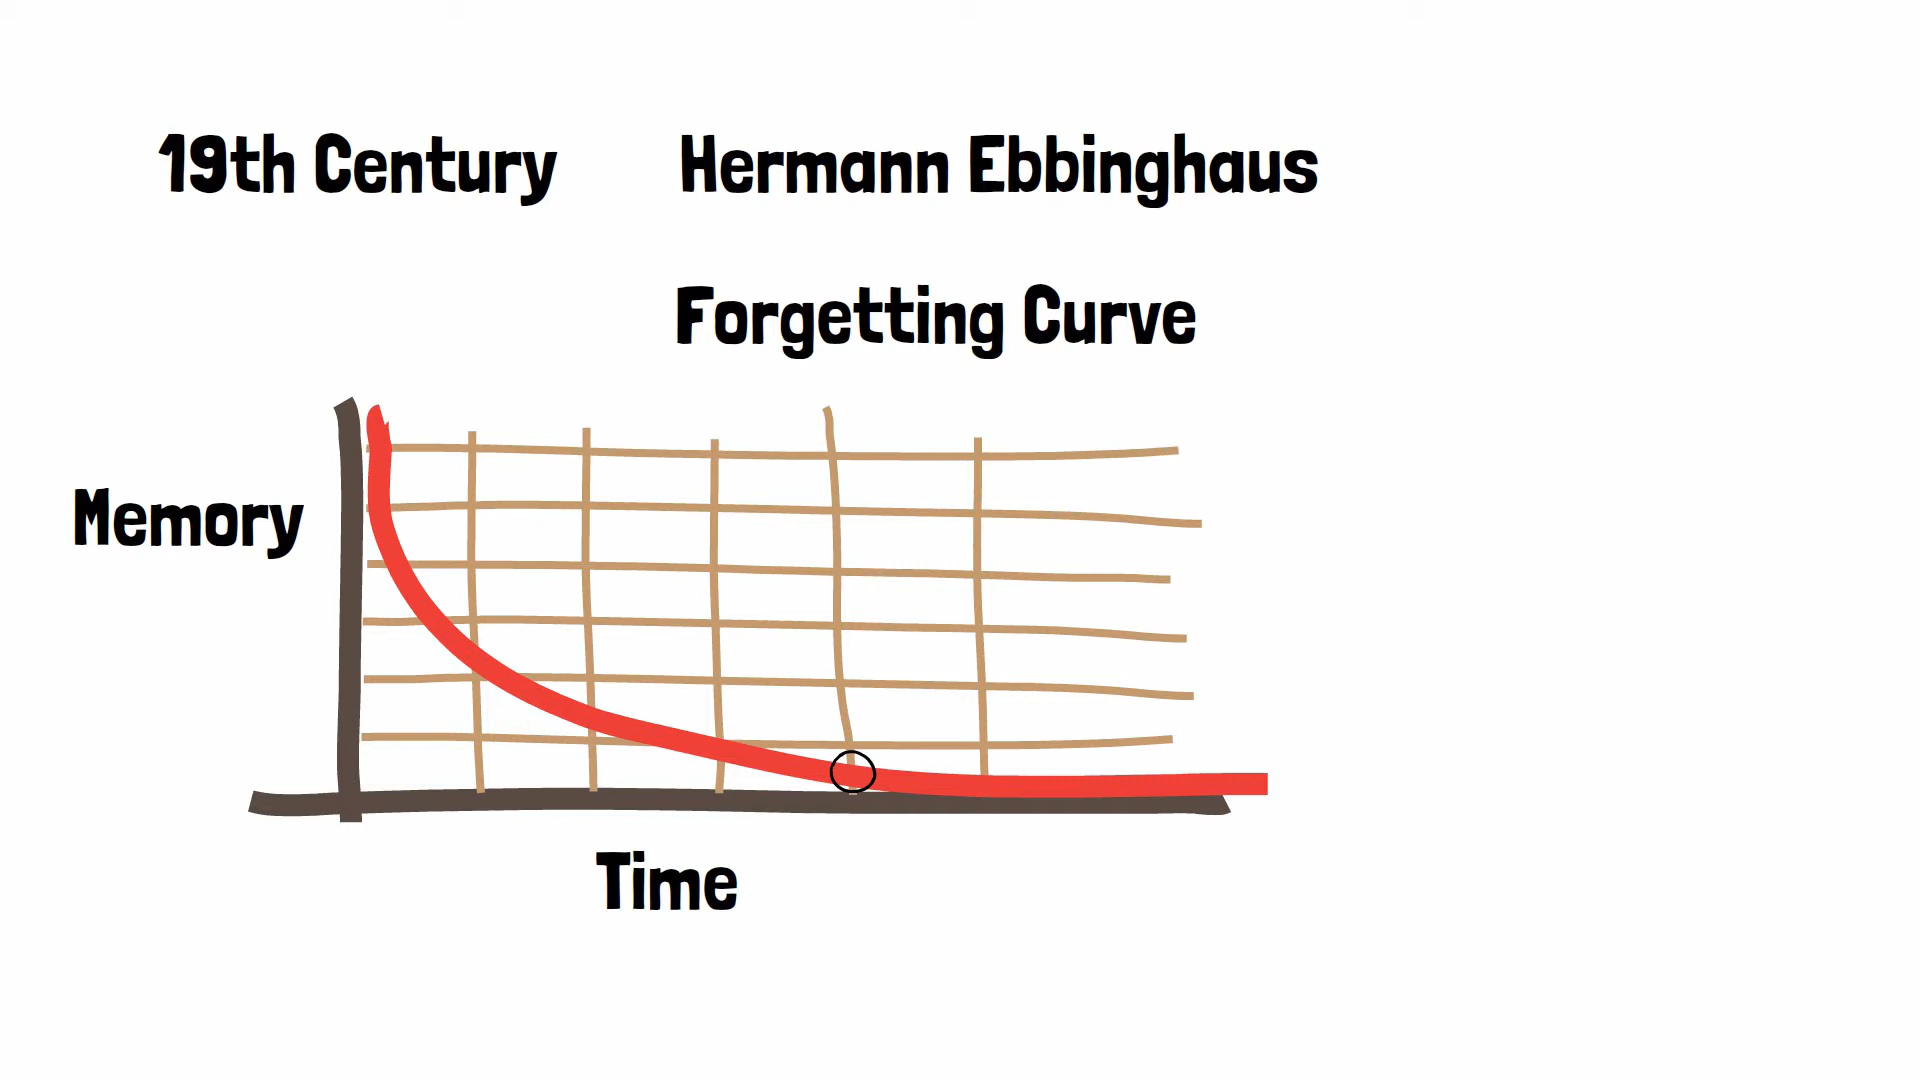 19th Century
Hermann Ebbinghaus
Forgetting Curve
Memory
Time